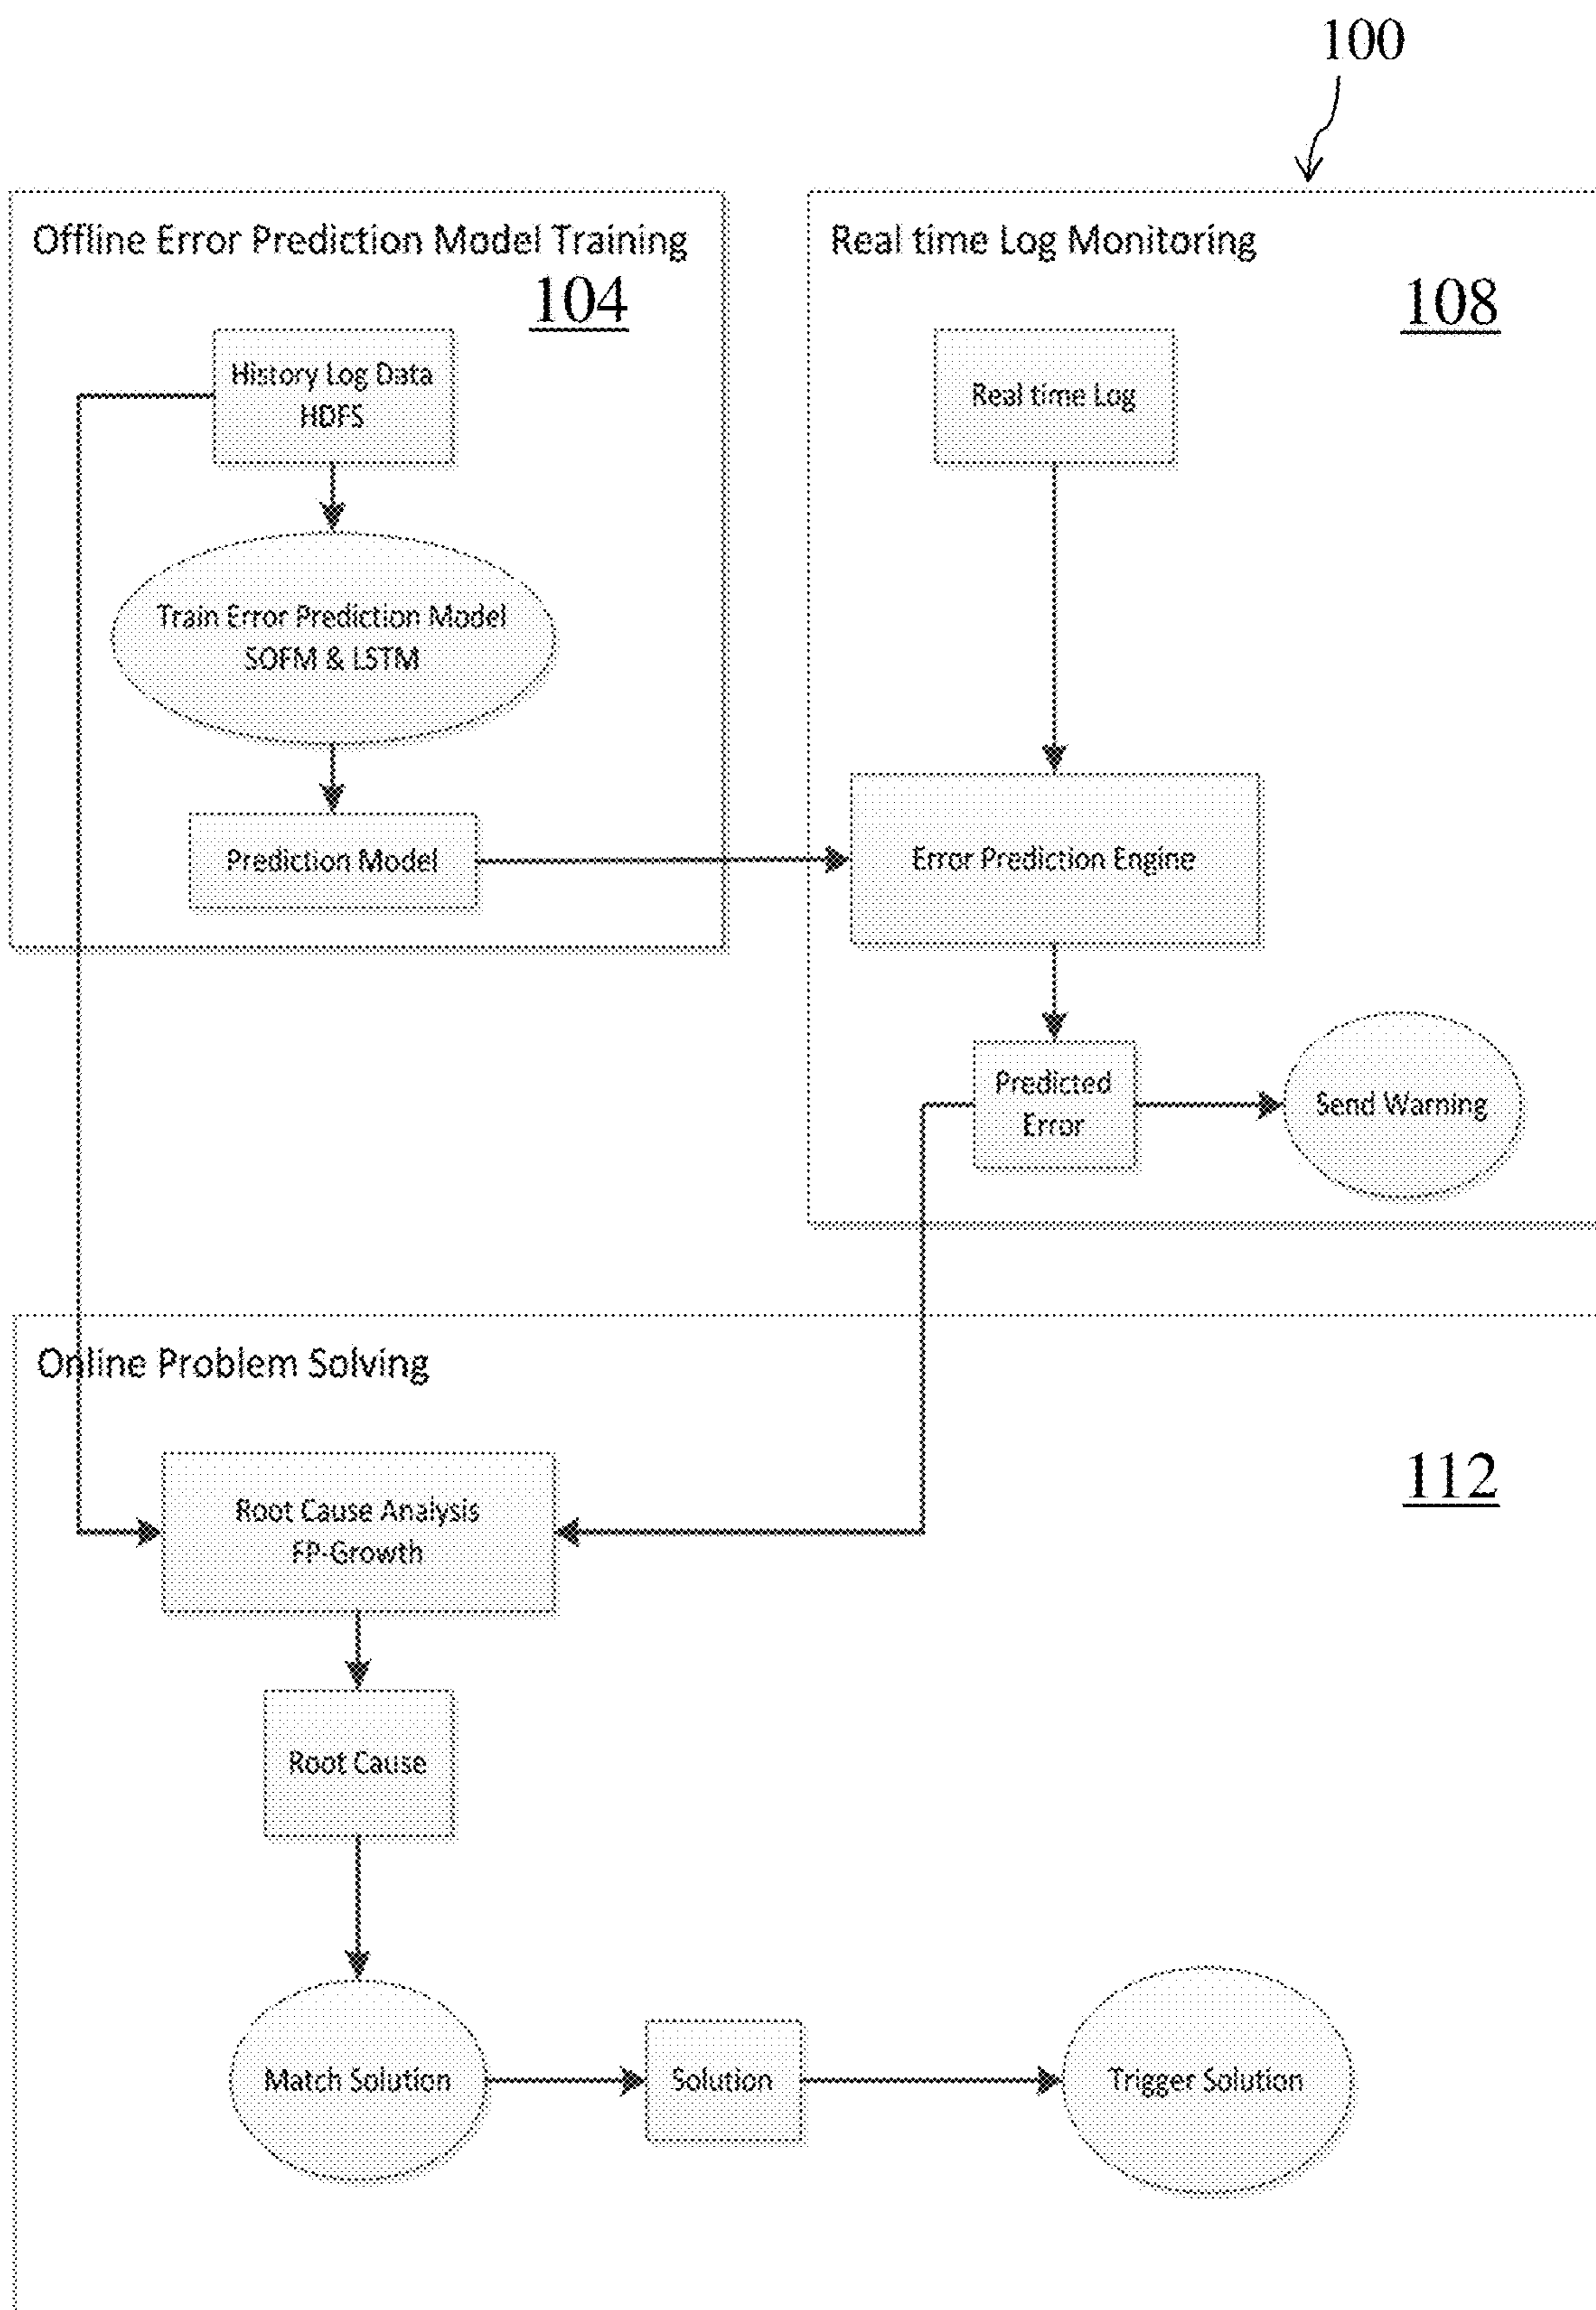 100
Offline Error Prediction Model Training
104
History Log Data
HDFS
Train Error Prediction Model
SOFM & LSTM
Prediction Model
Real time Log Monitoring
108
Real time Log
Error Prediction Engine
Predicted
Error
Send Warning
Online Problem Solving
112
Root Cause Analysis
FP-Growth
Root Cause
Match Solution
Solution
Trigger Solution